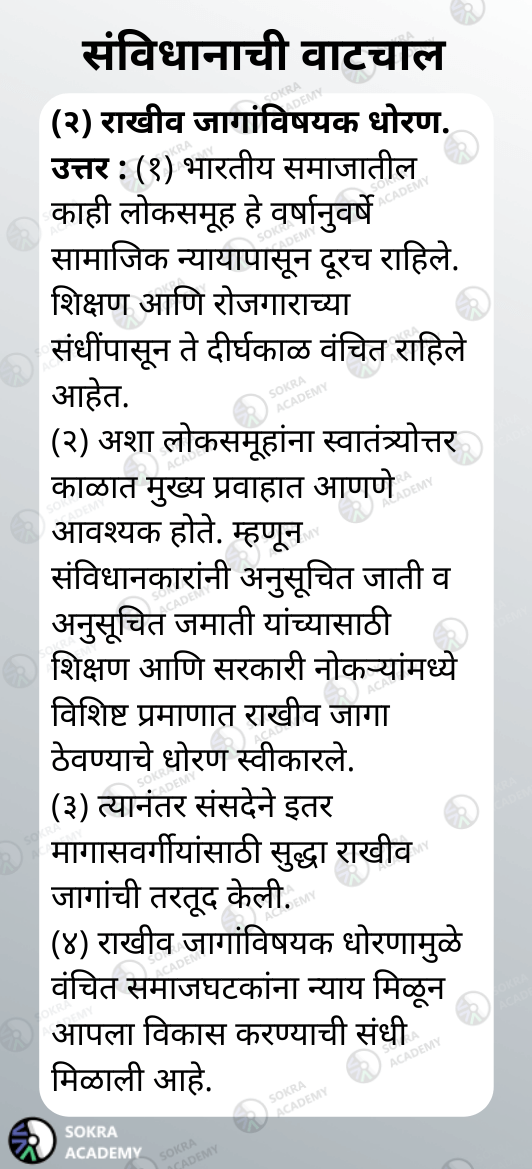 संविधानाची वाटचाल
(२) राखीव जागांविषयक धोरण.
उत्तर : (१) भारतीय समाजातील
काही लोकसमूह हे वर्षानुवर्षे
सामाजिक न्यायापासून दूरच राहिले.
शिक्षण आणि रोजगाराच्या
संधींपासून ते दीर्घकाळ वंचित राहिले
आहेत.
(२) अशा लोकसमूहांना स्वातंत्र्योत्तर
काळात मुख्य प्रवाहात आणणे
आवश्यक होते. म्हणून
संविधानकारांनी अनुसूचित जाती व
अनुसूचित जमाती यांच्यासाठी
शिक्षण आणि सरकारी नोकऱ्यांमध्ये
विशिष्ट प्रमाणात राखीव जागा
ठेवण्याचे धोरण स्वीकारले.
(३) त्यानंतर संसदेने इतर
मागासवर्गीयांसाठी सुद्धा राखीव
जागांची तरतूद केली.
(४) राखीव जागांविषयक धोरणामुळे
वंचित समाजघटकांना न्याय मिळून
आपला विकास करण्याची संधी
मिळाली आहे.
SOKRA
ACADEMY